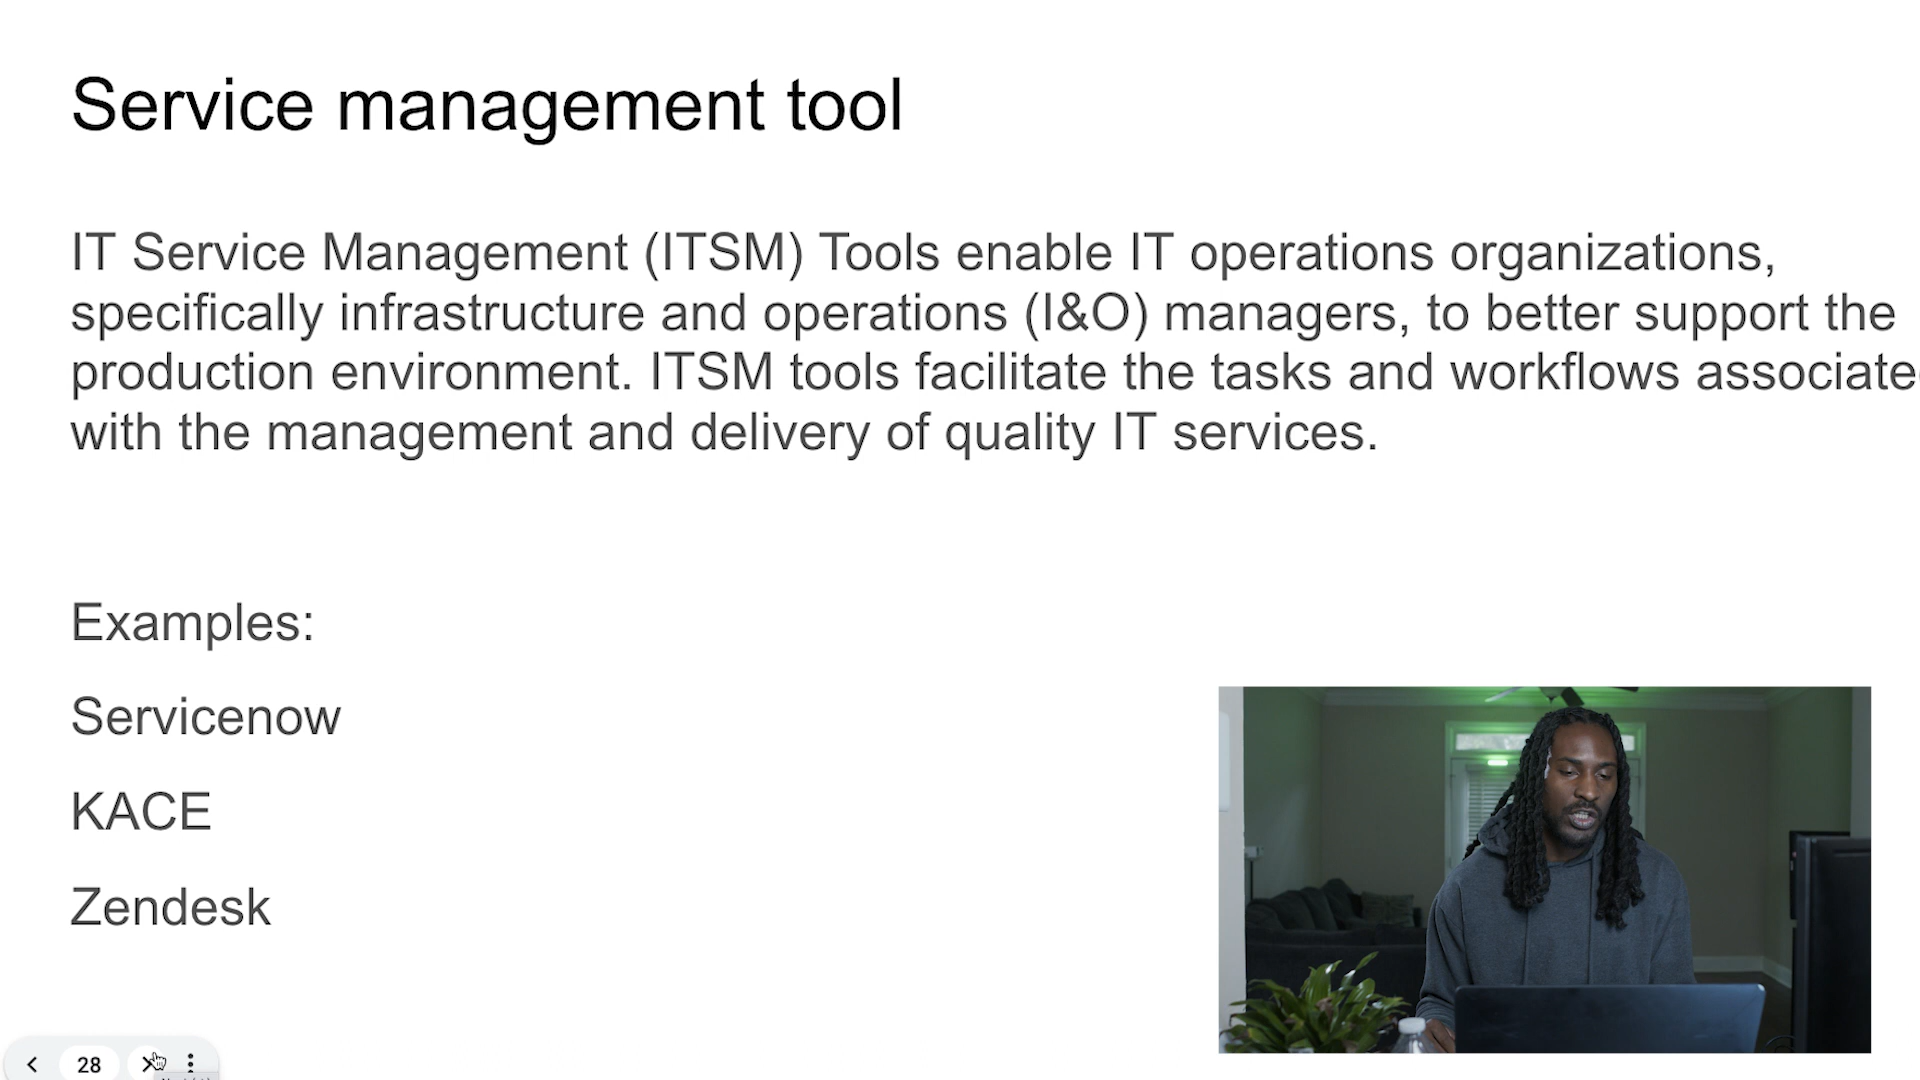 Service management tool
IT Service Management (ITSM) Tools enable IT operations organizations,
specifically infrastructure and operations (I&O) managers, to better support the
production environment. ITSM tools facilitate the tasks and workflows associate
with the management and delivery of quality IT services.
Examples:
Servicenow
KACE
Zendesk
28